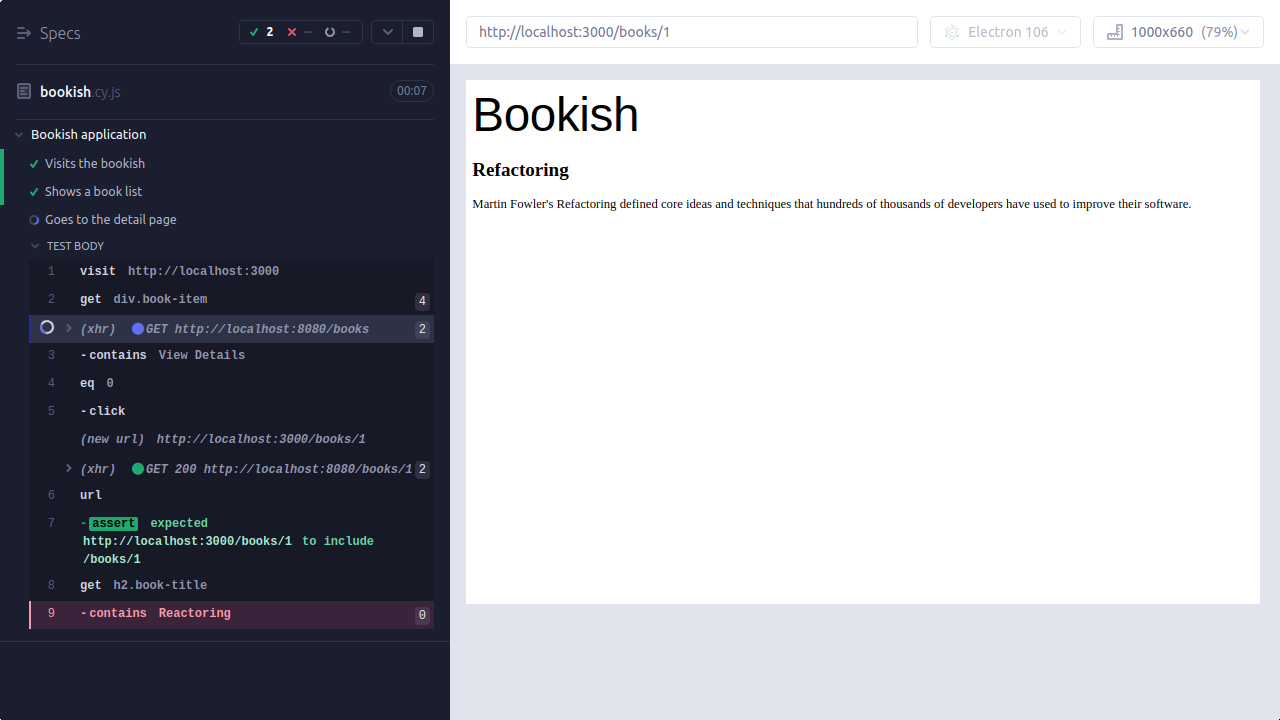 Specs
2
--
--
bookish.cy.js
00:07
Bookish application
Visits the bookish
Shows a book list
Goes to the detail page
TEST BODY
1 visit http://localhost:3000
2 get div.book-item 4
(xhr) GET http://localhost:8080/books 2
3 -contains View Details
4 eq 0
5 -click
(new url) http://localhost:3000/books/1
(xhr) GET 200 http://localhost:8080/books/1 2
6 url
7 -assert expected
http://localhost:3000/books/1 to include
/books/1
8 get h2.book-title
9 -contains Reactoring 0
http://localhost:3000/books/1
Electron 106
1000x660 (79%)
Bookish
Refactoring
Martin Fowler's Refactoring defined core ideas and techniques that hundreds of thousands of developers have used to improve their software.